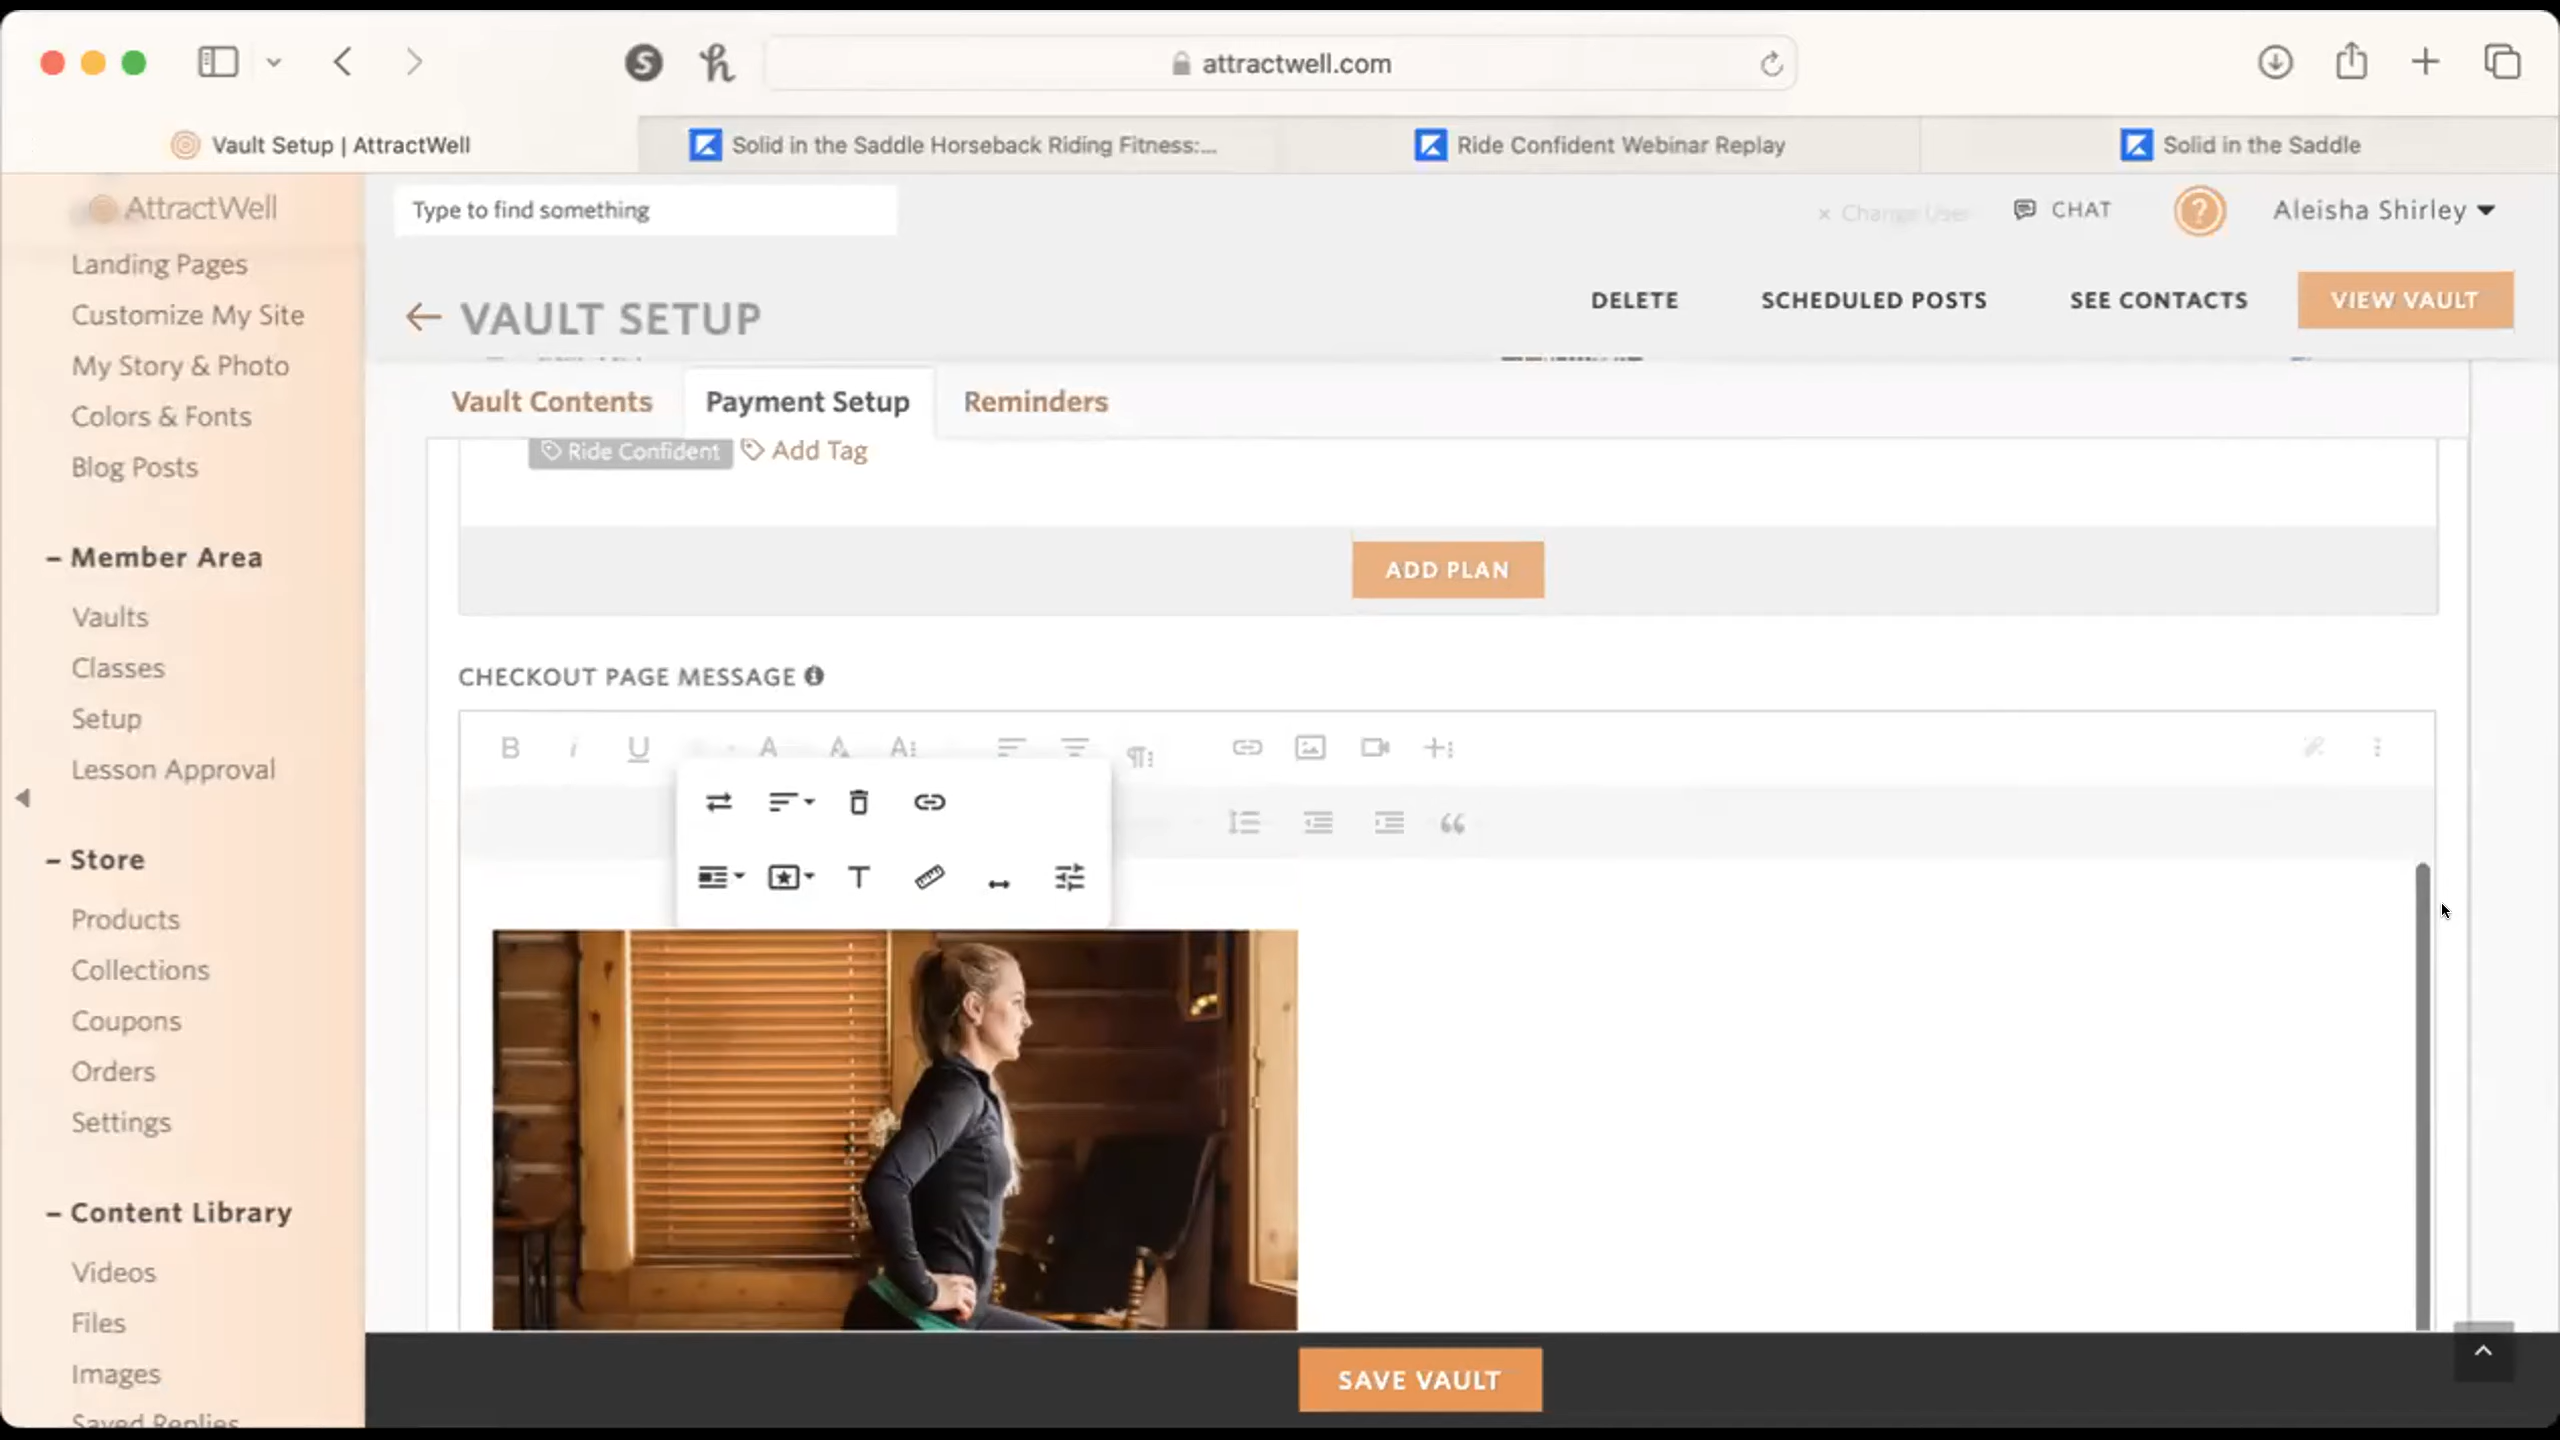 attractwell.com
Vault Setup | AttractWell
Solid in the Saddle Horseback Riding Fitness:...
Ride Confident Webinar Replay
Solid in the Saddle
AttractWell
Type to find something
× Change User
CHAT
?
Aleisha Shirley
Landing Pages
Customize My Site
My Story & Photo
Colors & Fonts
Blog Posts
– Member Area
Vaults
Classes
Setup
Lesson Approval
– Store
Products
Collections
Coupons
Orders
Settings
– Content Library
Videos
Files
Images
Saved Replies
VAULT SETUP
DELETE
SCHEDULED POSTS
SEE CONTACTS
VIEW VAULT
Vault Contents
Payment Setup
Reminders
Ride Confident
Add Tag
ADD PLAN
CHECKOUT PAGE MESSAGE
SAVE VAULT